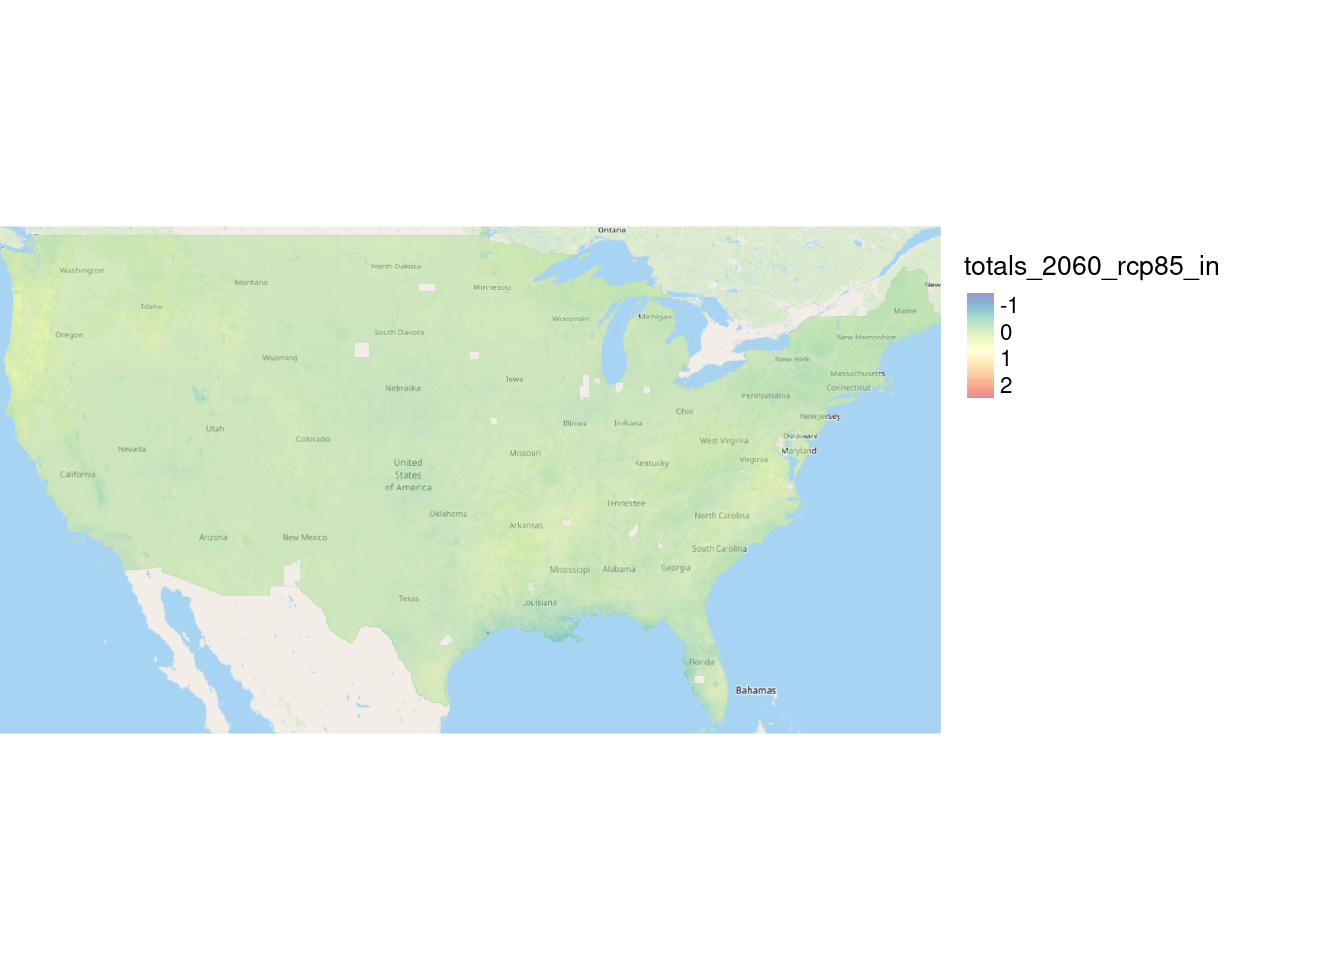 Ontario
totals_2060_rcp85_in
-1
0
1
2
Washington
North Dakota
Montana
Minnesota
New
Idaho
Maine
Oregon
South Dakota
Wisconsin
Michigan
New Hampshire
Wyoming
New York
Iowa
Massachusetts
Nebraska
Connecticut
Pennsylvania
Ohio
New Jersey
Utah
Colorado
Illinois
Indiana
Nevada
West Virginia
Delaware
Missouri
Maryland
United
States
of America
Kentucky
Virginia
California
Tennessee
Oklahoma
North Carolina
Arkansas
Arizona
New Mexico
South Carolina
Mississippi
Alabama
Georgia
Texas
Louisiana
Florida
Bahamas